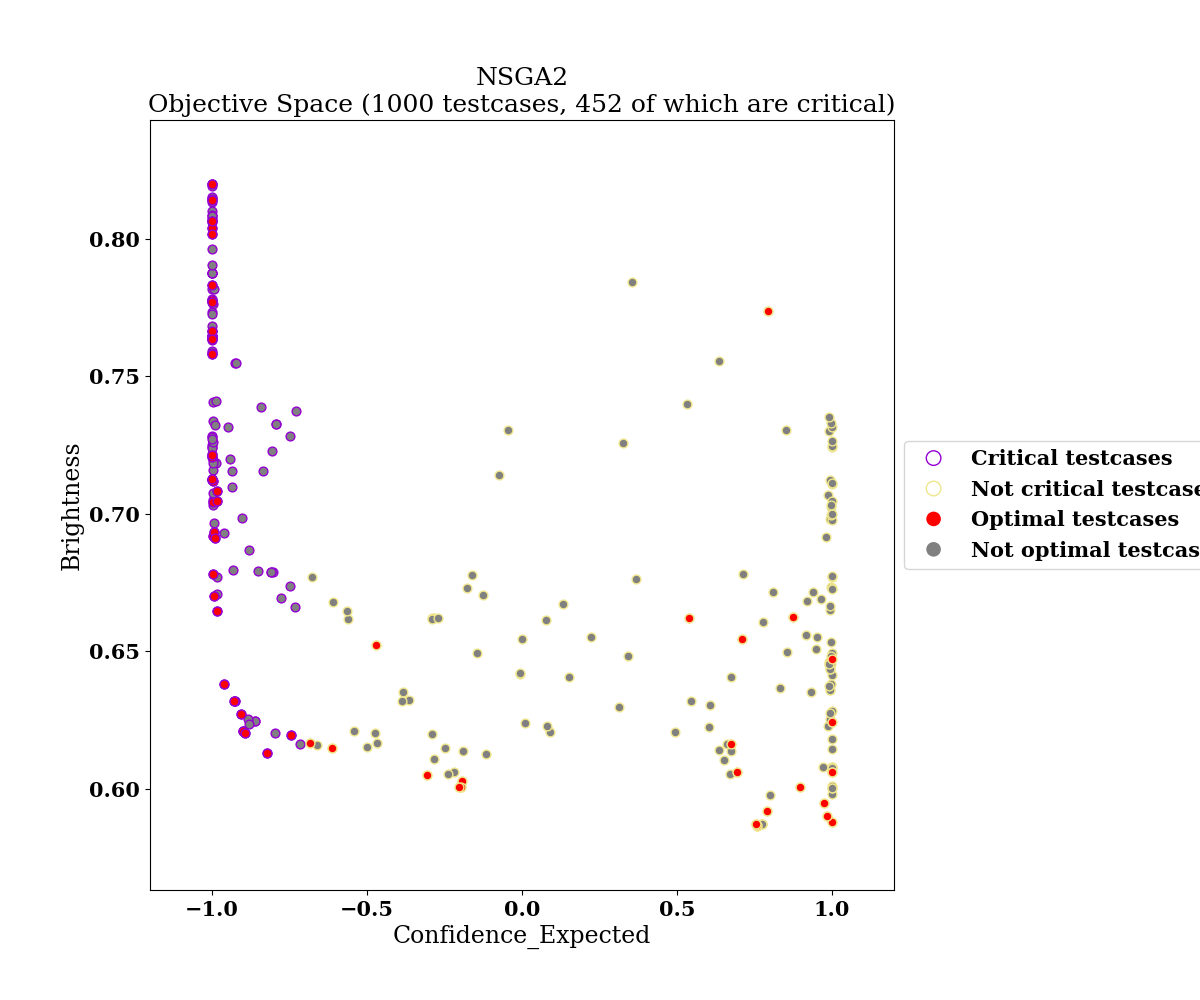 NSGA2
Objective Space (1000 testcases, 452 of which are critical)
0.80
0.75
0.70
0.65
0.60
Brightness
−1.0
−0.5
0.0
0.5
1.0
Confidence_Expected
Critical testcases
Not critical testcase
Optimal testcases
Not optimal testcas